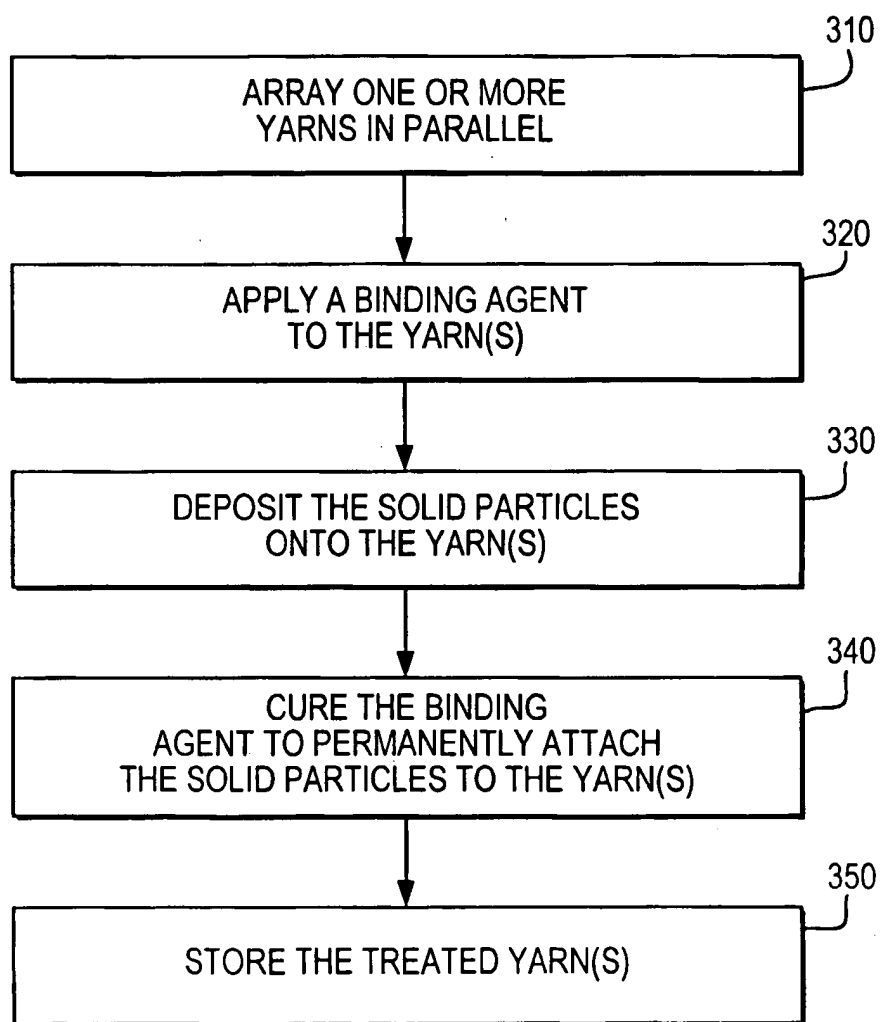 310
ARRAY ONE OR MORE
YARNS IN PARALLEL
320
APPLY A BINDING AGENT
TO THE YARN(S)
330
DEPOSIT THE SOLID PARTICLES
ONTO THE YARN(S)
340
CURE THE BINDING
AGENT TO PERMANENTLY ATTACH
THE SOLID PARTICLES TO THE YARN(S)
350
STORE THE TREATED YARN(S)